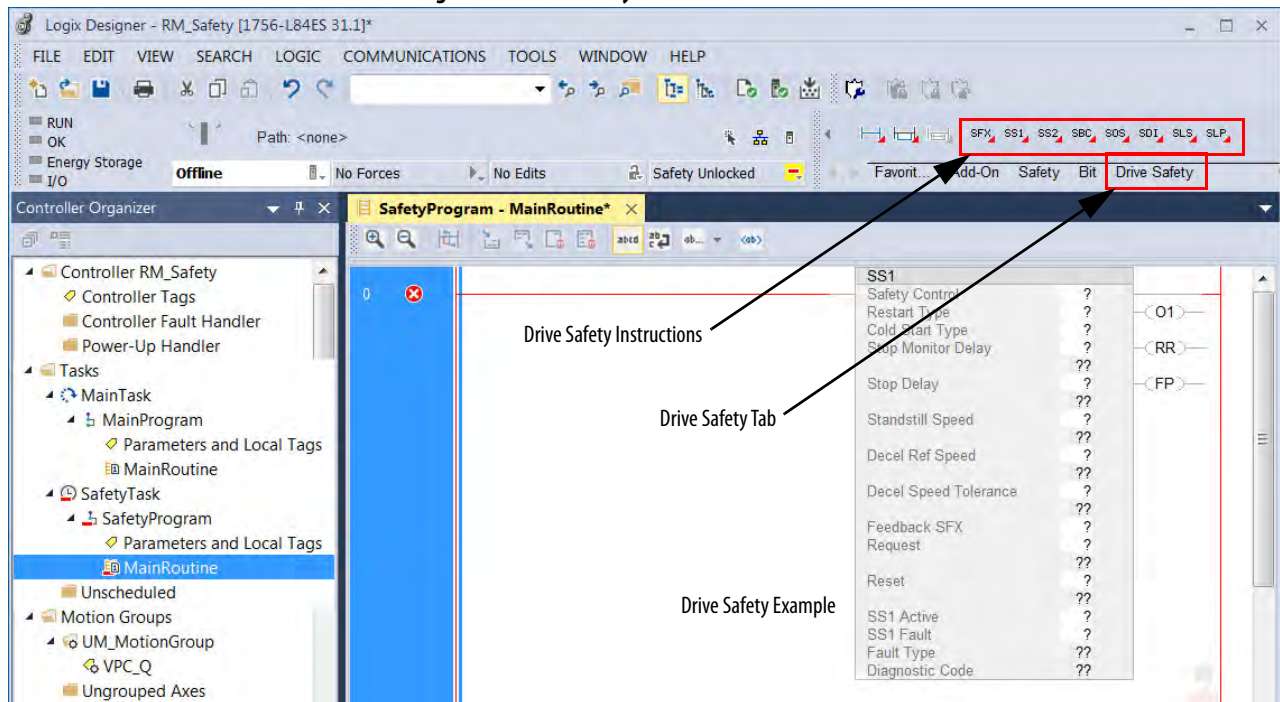 Logix Designer - RM_Safety [1756-L84ES 31.1]*
FILE EDIT VIEW SEARCH LOGIC COMMUNICATIONS TOOLS WINDOW HELP
RUN
OK
Energy Storage
I/O
Path: <none>
Offline
No Forces
No Edits
Safety Unlocked
SFX SS1 SS2 SBC SOS SDI SLS SLP
Favorit... Add-On Safety Bit Drive Safety
Controller Organizer
SafetyProgram - MainRoutine*
abcd
ab...
<ab>
Controller RM_Safety
Controller Tags
Controller Fault Handler
Power-Up Handler
Tasks
MainTask
MainProgram
Parameters and Local Tags
MainRoutine
SafetyTask
SafetyProgram
Parameters and Local Tags
MainRoutine
Unscheduled
Motion Groups
UM_MotionGroup
VPC_Q
Ungrouped Axes
0
Drive Safety Instructions
Drive Safety Tab
Drive Safety Example
SS1
Safety Control ?
Restart Type ?
Cold Start Type ?
Stop Monitor Delay ?
??
Stop Delay ?
??
Standstill Speed ?
??
Decel Ref Speed ?
??
Decel Speed Tolerance ?
??
Feedback SFX ?
Request ?
??
Reset ?
??
SS1 Active ?
SS1 Fault ?
Fault Type ??
Diagnostic Code ??
O1
RR
FP